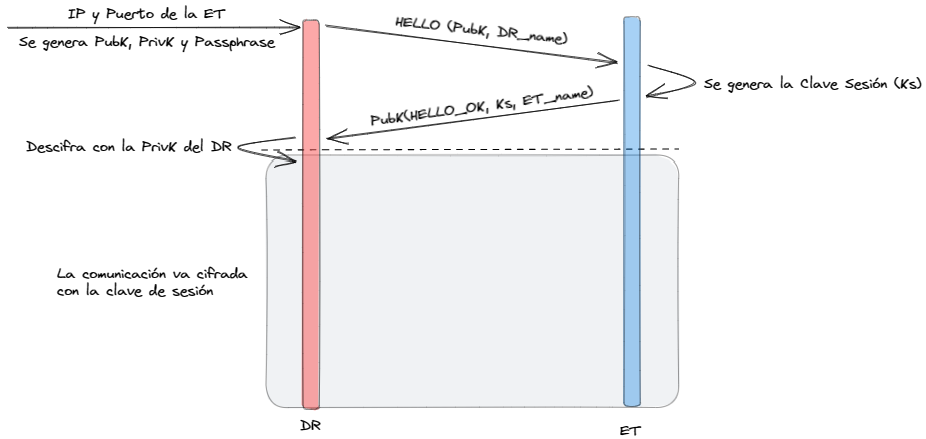 IP y Puerto de la ET
Se genera PubK, PrivK y Passphrase
HELLO (PubK, DR_name)
Se genera la Clave Sesión (Ks)
PubK(HELLO_OK, Ks, ET_name)
Descifra con la PrivK del DR
La comunicación va cifrada
con la clave de sesión
DR
ET